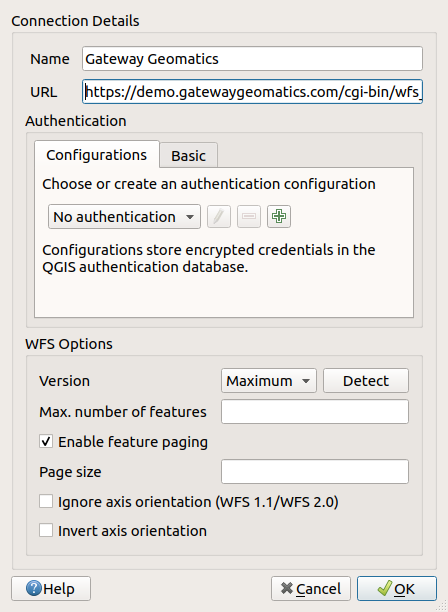 Connection Details
Name Gateway Geomatics
URL https://demo.gatewaygeomatics.com/cgi-bin/wfs_
Authentication
Configurations Basic
Choose or create an authentication configuration
No authentication
Configurations store encrypted credentials in the
QGIS authentication database.
WFS Options
Version Maximum Detect
Max. number of features
Enable feature paging
Page size
Ignore axis orientation (WFS 1.1/WFS 2.0)
Invert axis orientation
Help Cancel OK